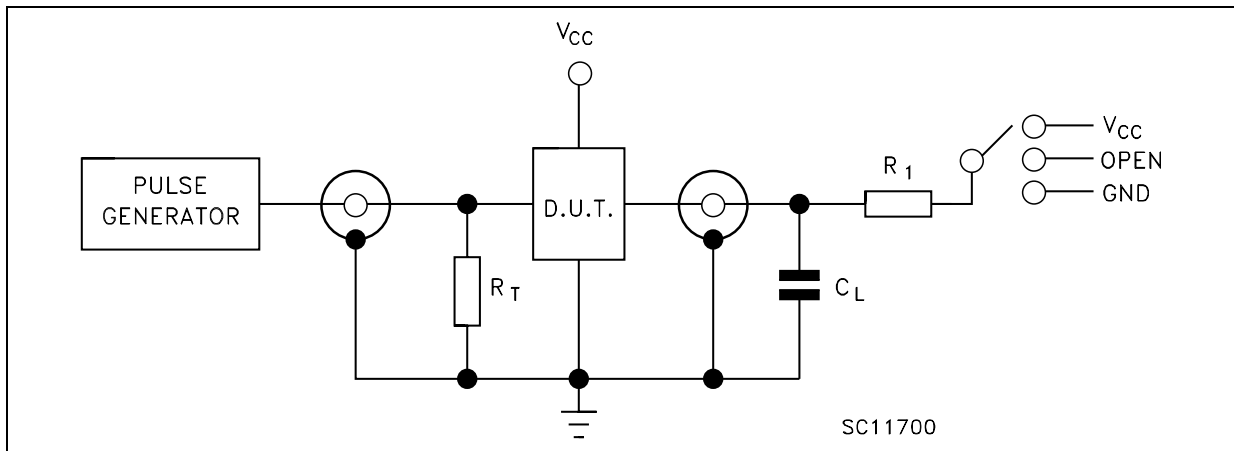 VCC
PULSE
GENERATOR
D.U.T.
RT
CL
R1
VCC
OPEN
GND
SC11700